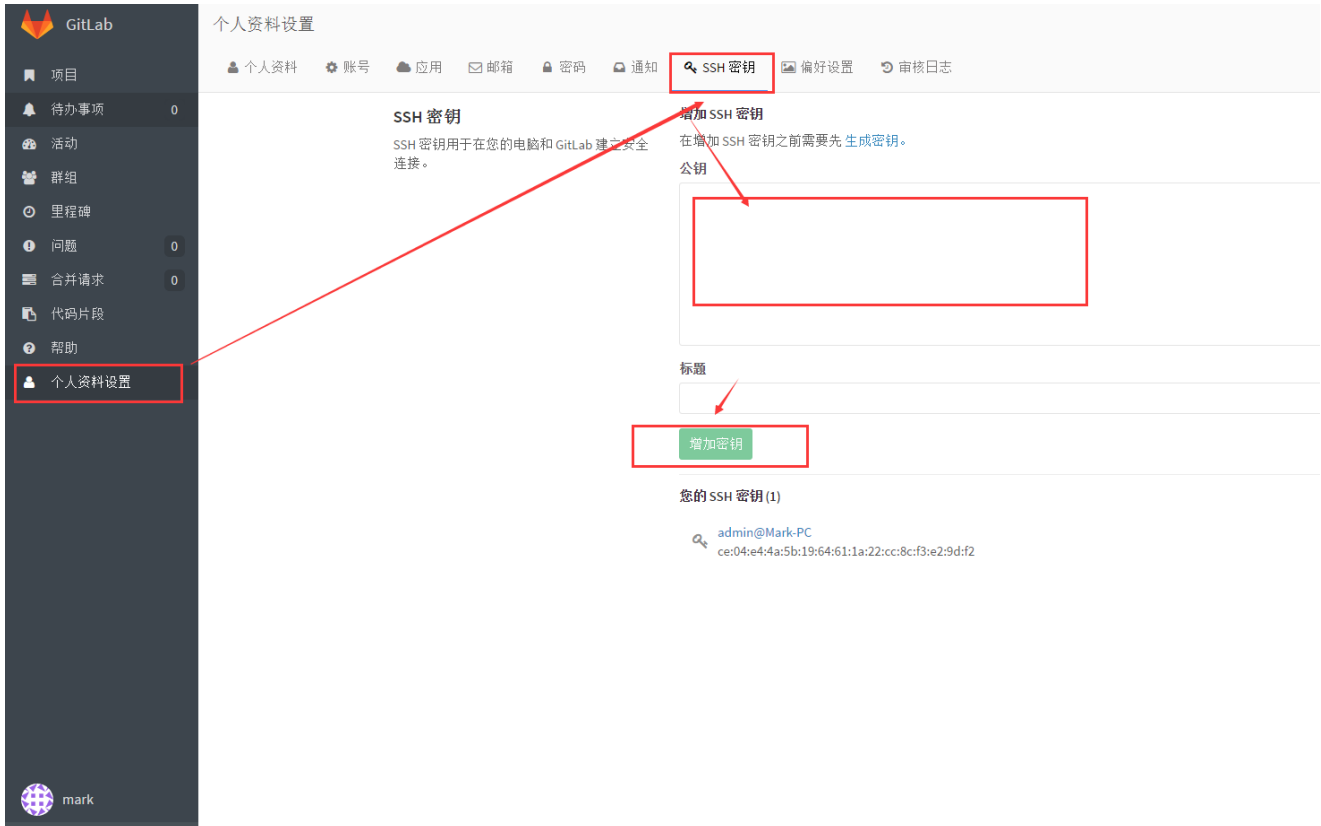 GitLab
项目
待办事项 0
活动
群组
里程碑
问题 0
合并请求 0
代码片段
帮助
个人资料设置
mark
个人资料设置
个人资料 账号 应用 邮箱 密码 通知 SSH 密钥 偏好设置 审核日志
SSH 密钥
SSH 密钥用于在您的电脑和 GitLab 建立安全
连接。
增加 SSH 密钥
在增加 SSH 密钥之前需要先 生成密钥。
公钥
标题
增加密钥
您的 SSH 密钥 (1)
admin@Mark-PC
ce:04:e4:4a:5b:19:64:61:1a:22:cc:8c:f3:e2:9d:f2